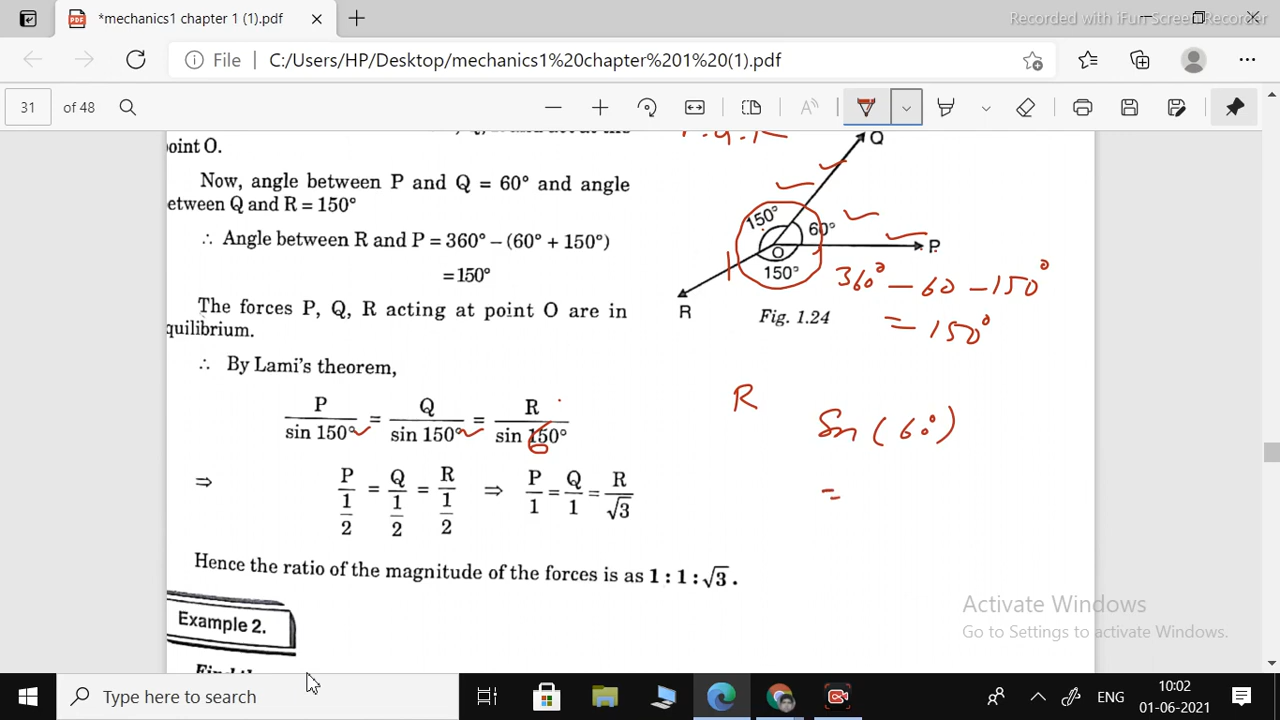 *mechanics1 chapter 1 (1).pdf
Recorded with iFun Screen Recorder
File C:/Users/HP/Desktop/mechanics1%20chapter%201%20(1).pdf
31 of 48
oint O.
Now, angle between P and Q = 60° and angle
etween Q and R = 150°
∴ Angle between R and P = 360° – (60° + 150°)
= 150°
The forces P, Q, R acting at point O are in
quilibrium.
∴ By Lami's theorem,
P/sin 150° = Q/sin 150° = R/sin 150°
6
⇒ P/(1/2) = Q/(1/2) = R/(1/2) ⇒ P/1 = Q/1 = R/√3
Hence the ratio of the magnitude of the forces is as 1 : 1 : √3.
Example 2.
Q
150° 60°
O P
150°
R
Fig. 1.24
360° – 60 – 150°
= 150°
R
Sin (60°)
=
Activate Windows
Go to Settings to activate Windows.
Type here to search
ENG
10:02
01-06-2021